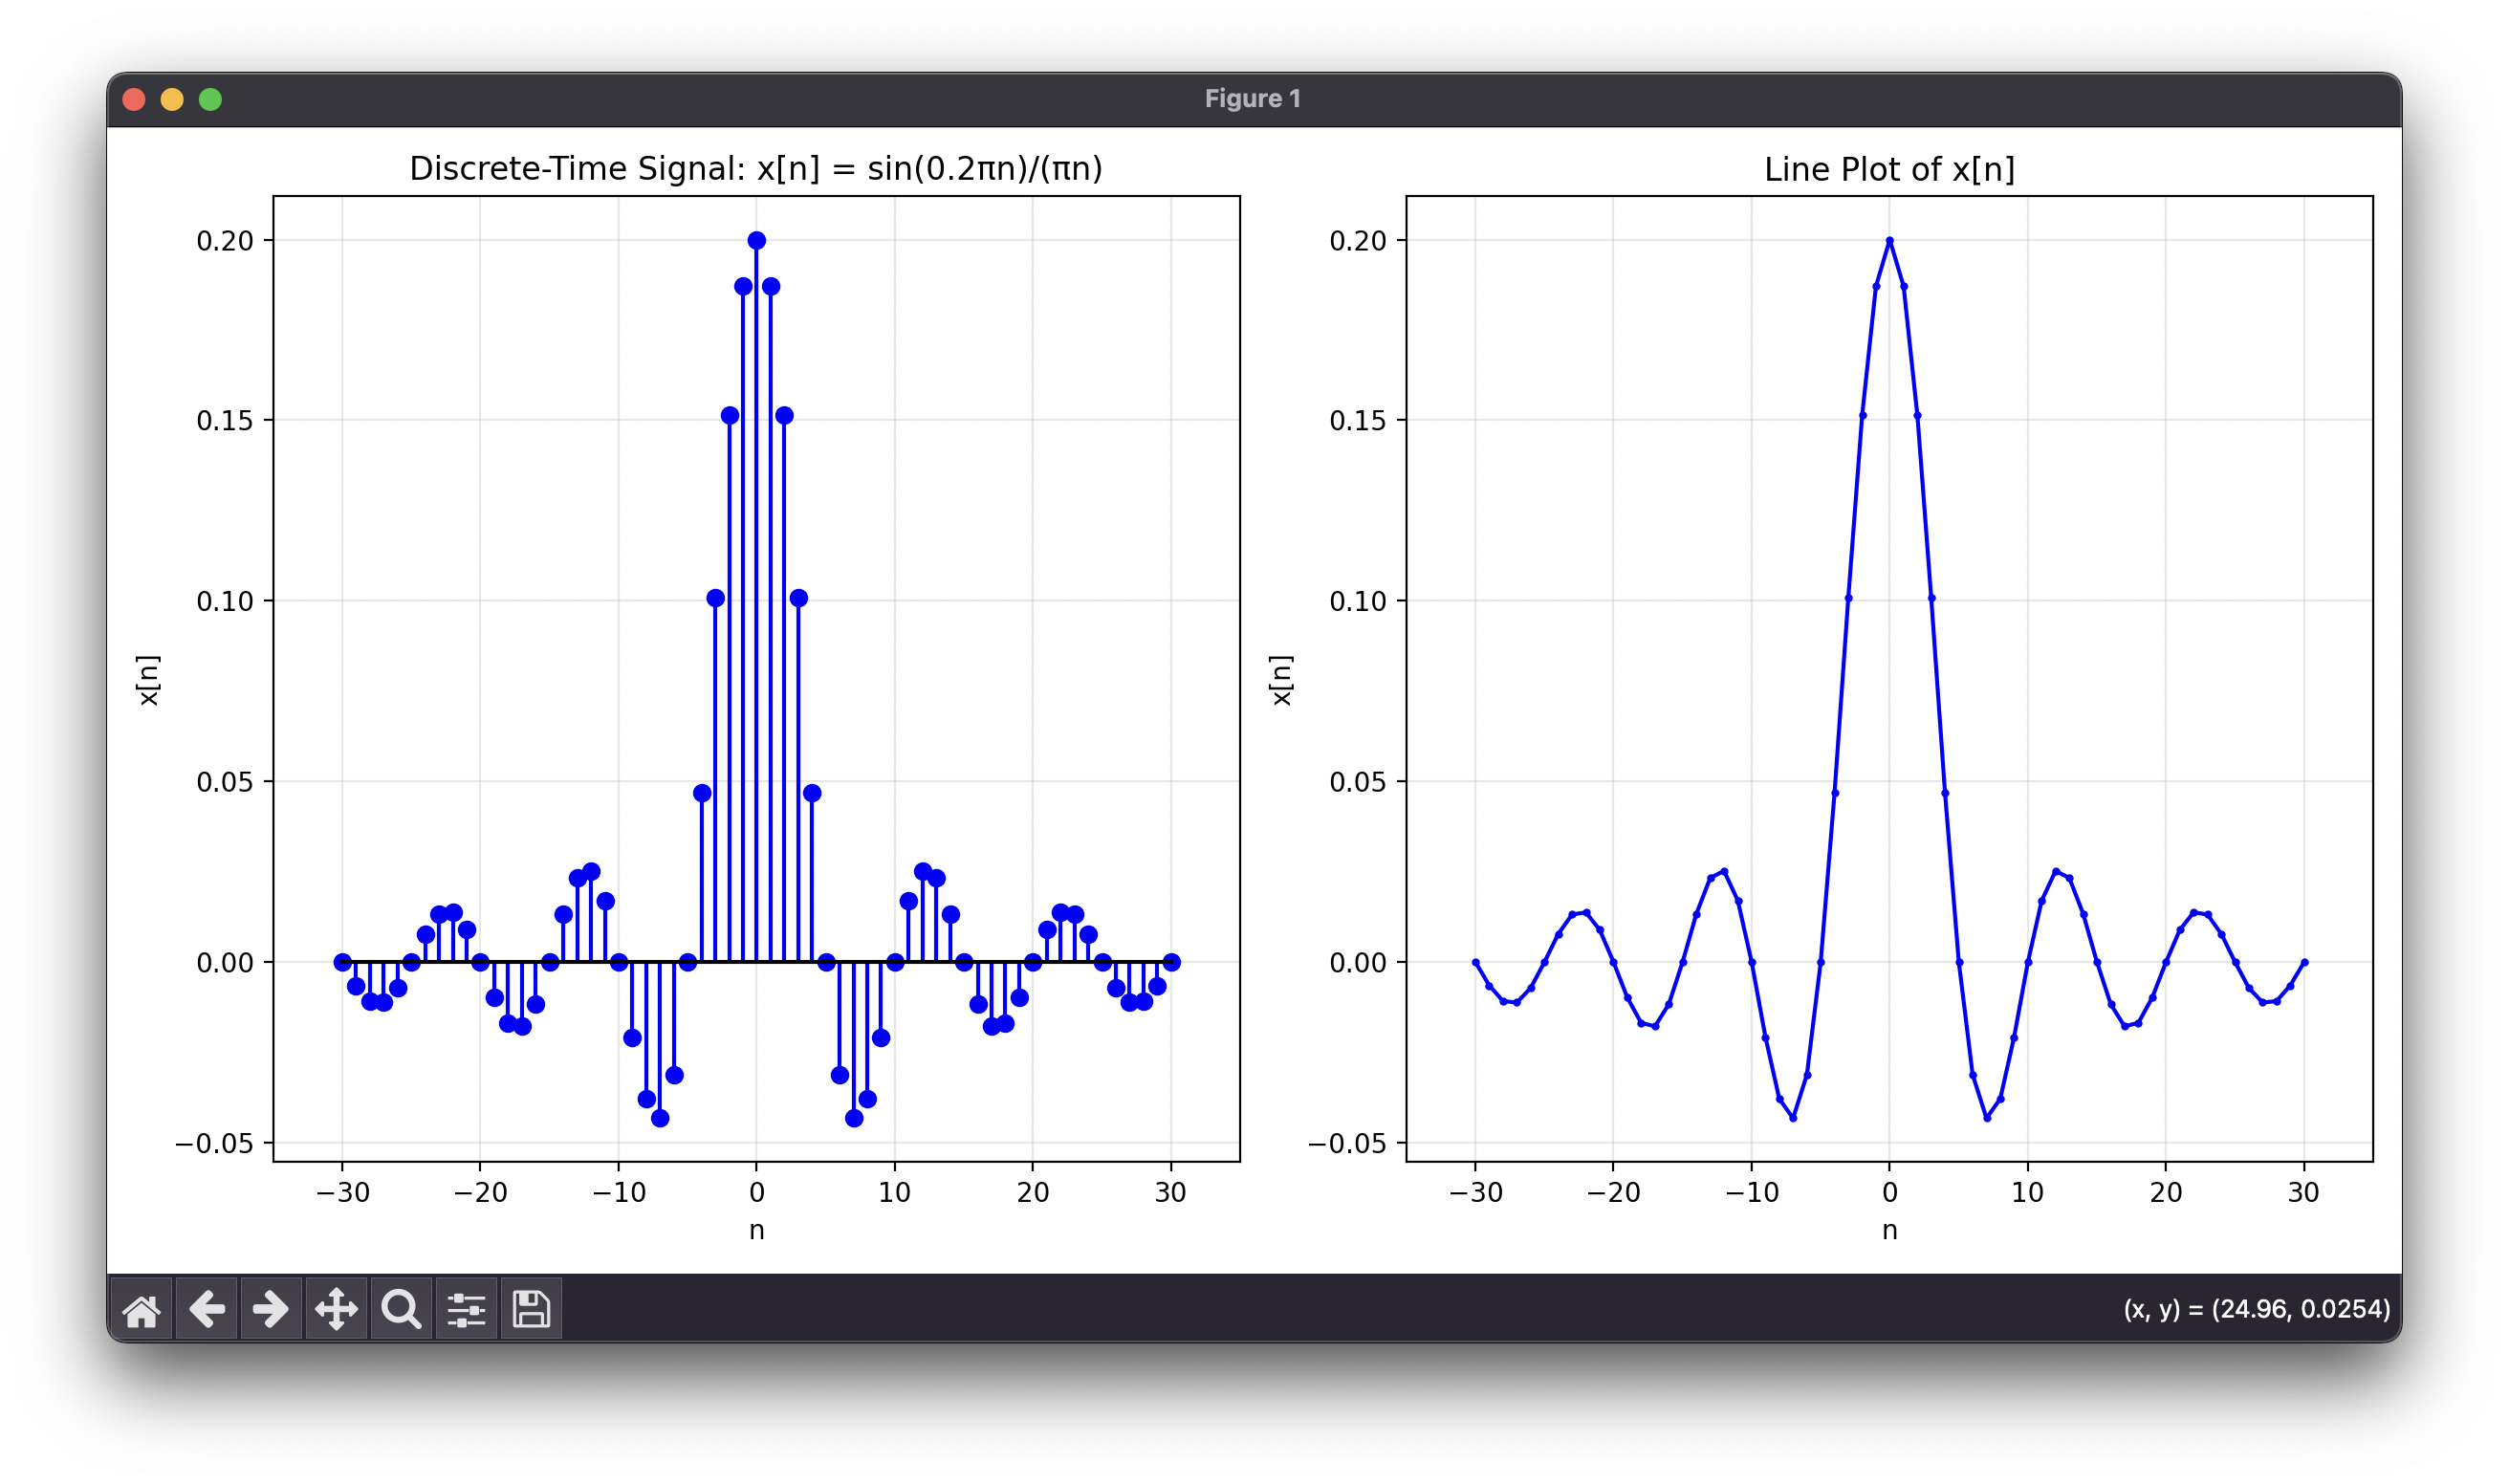 Figure 1
Discrete-Time Signal: x[n] = sin(0.2πn)/(πn)
0.20
0.15
0.10
0.05
0.00
−0.05
x[n]
−30 −20 −10 0 10 20 30
n
Line Plot of x[n]
0.20
0.15
0.10
0.05
0.00
−0.05
x[n]
−30 −20 −10 0 10 20 30
n
(x, y) = (24.96, 0.0254)